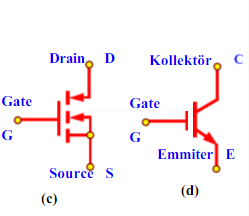 Drain D
Kollektör C
Gate
G
Gate
G
Source S
Emmiter E
(c)
(d)